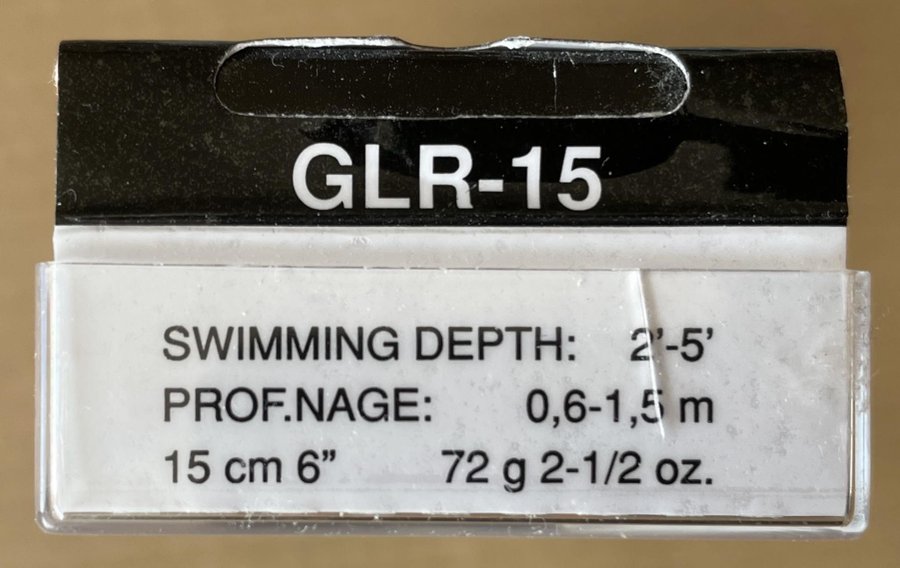 GLR-15
SWIMMING DEPTH: 2’-5’
PROF.NAGE: 0,6-1,5 m
15 cm 6” 72 g 2-1/2 oz.